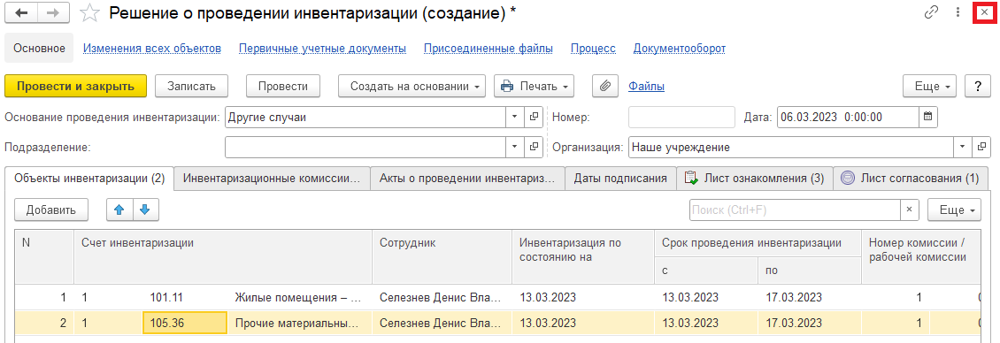 Решение о проведении инвентаризации (создание) *
Основное Изменения всех объектов Первичные учетные документы Присоединенные файлы Процесс Документооборот
Провести и закрыть Записать Провести Создать на основании Печать Файлы Еще ?
Основание проведения инвентаризации: Другие случаи Номер: Дата: 06.03.2023 0:00:00
Подразделение: Организация: Наше учреждение
Объекты инвентаризации (2) Инвентаризационные комиссии... Акты о проведении инвентариз... Даты подписания Лист ознакомления (3) Лист согласования (1)
Добавить Поиск (Ctrl+F) × Еще
N Счет инвентаризации Сотрудник Инвентаризация по Срок проведения инвентаризации Номер комиссии /
состоянию на рабочей комиссии
с по
1 1 101.11 Жилые помещения – ... Селезнев Денис Вла... 13.03.2023 13.03.2023 17.03.2023 1
2 1 105.36 Прочие материальны... Селезнев Денис Вла... 13.03.2023 13.03.2023 17.03.2023 1